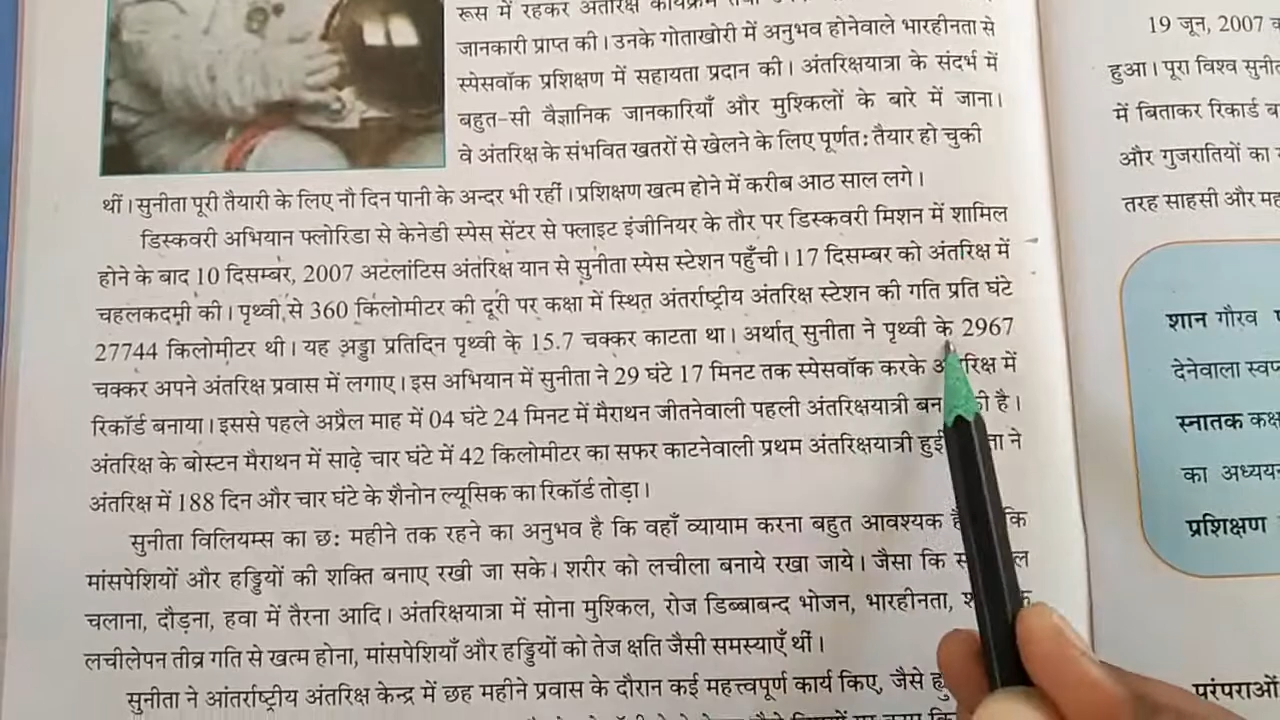 रूस में रहकर अंतरिक्ष कार्यक्रम
जानकारी प्राप्त की। उनके गोताखोरी में अनुभव होनेवाले भारहीनता से
स्पेसवॉक प्रशिक्षण में सहायता प्रदान की। अंतरिक्षयात्रा के संदर्भ में
बहुत-सी वैज्ञानिक जानकारियाँ और मुश्किलों के बारे में जाना।
वे अंतरिक्ष के संभवित खतरों से खेलने के लिए पूर्णत: तैयार हो चुकी
थीं। सुनीता पूरी तैयारी के लिए नौ दिन पानी के अन्दर भी रहीं। प्रशिक्षण खत्म होने में करीब आठ साल लगे।
डिस्कवरी अभियान फ्लोरिडा से केनेडी स्पेस सेंटर से फ्लाइट इंजीनियर के तौर पर डिस्कवरी मिशन में शामिल
होने के बाद 10 दिसम्बर, 2007 अटलांटिस अंतरिक्ष यान से सुनीता स्पेस स्टेशन पहुँची। 17 दिसम्बर को अंतरिक्ष में
चहलकदमी की। पृथ्वी से 360 किलोमीटर की दूरी पर कक्षा में स्थित अंतर्राष्ट्रीय अंतरिक्ष स्टेशन की गति प्रति घंटे
27744 किलोमीटर थी। यह अड्डा प्रतिदिन पृथ्वी के 15.7 चक्कर काटता था। अर्थात् सुनीता ने पृथ्वी के 2967
चक्कर अपने अंतरिक्ष प्रवास में लगाए। इस अभियान में सुनीता ने 29 घंटे 17 मिनट तक स्पेसवॉक करके में
रिकॉर्ड बनाया। इससे पहले अप्रैल माह में 04 घंटे 24 मिनट में मैराथन जीतनेवाली पहली अंतरिक्षयात्री है।
अंतरिक्ष के बोस्टन मैराथन में साढ़े चार घंटे में 42 किलोमीटर का सफर काटनेवाली प्रथम अंतरिक्षयात्री हुई ने
अंतरिक्ष में 188 दिन और चार घंटे के शैनोन ल्यूसिक का रिकॉर्ड तोड़ा।
सुनीता विलियम्स का छ: महीने तक रहने का अनुभव है कि वहाँ व्यायाम करना बहुत आवश्यक
मांसपेशियों और हड्डियों की शक्ति बनाए रखी जा सके। शरीर को लचीला बनाये रखा जाये। जैसा कि
चलाना, दौड़ना, हवा में तैरना आदि। अंतरिक्षयात्रा में सोना मुश्किल, रोज डिब्बाबन्द भोजन, भारहीनता,
लचीलेपन तीव्र गति से खत्म होना, मांसपेशियाँ और हड्डियों को तेज क्षति जैसी समस्याएँ थीं।
सुनीता ने आंतर्राष्ट्रीय अंतरिक्ष केन्द्र में छह महीने प्रवास के दौरान कई महत्त्वपूर्ण कार्य किए, जैसे
19 जून, 2007
हुआ। पूरा विश्व
में बिताकर रिकार्ड
और गुजरातियों का
तरह साहसी और
शान गौरव
देनेवाला
स्नातक
का
प्रशिक्षण
परंपराओं